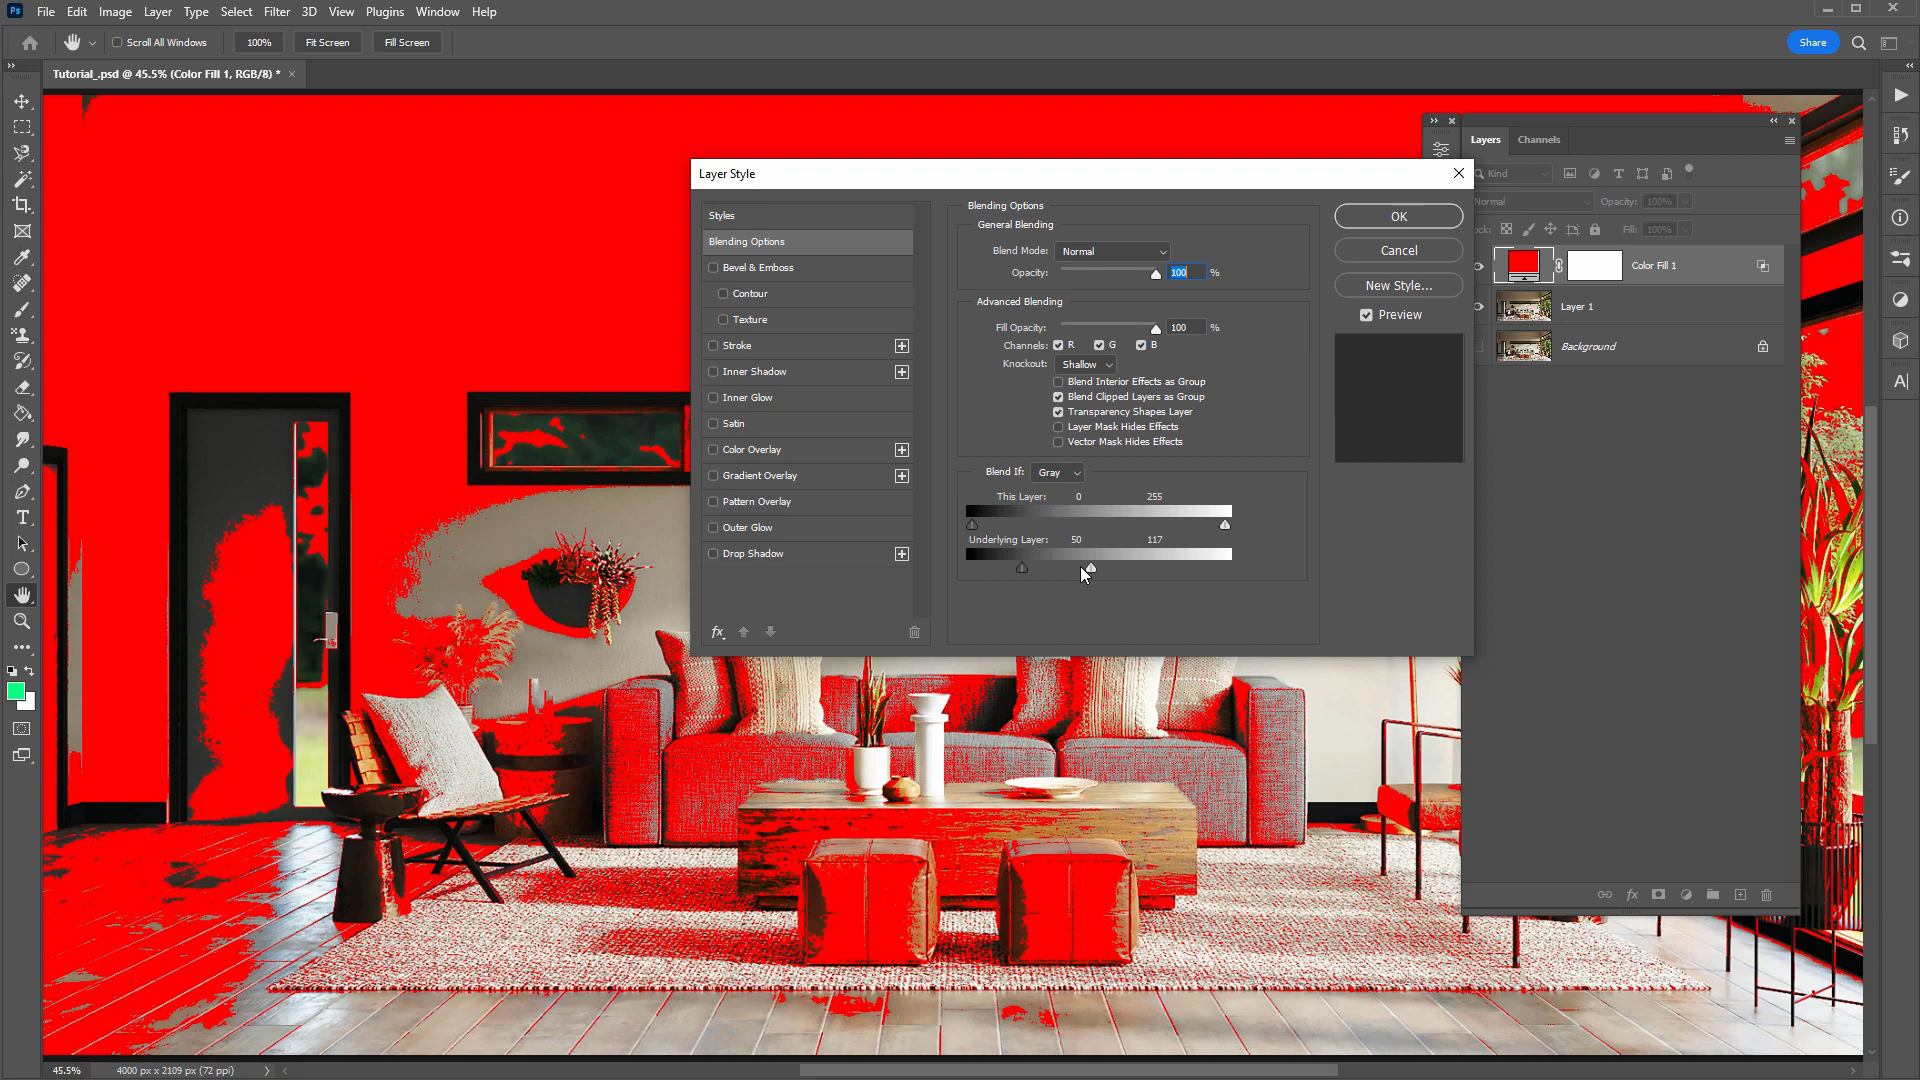 Ps File Edit Image Layer Type Select Filter 3D View Plugins Window Help
Scroll All Windows 100% Fit Screen Fill Screen Share
Tutorial_.psd @ 45.5% (Color Fill 1, RGB/8) * ×
Layer Style
Styles
Blending Options
Bevel & Emboss
Contour
Texture
Stroke
Inner Shadow
Inner Glow
Satin
Color Overlay
Gradient Overlay
Pattern Overlay
Outer Glow
Drop Shadow
fx
Blending Options
General Blending
Blend Mode: Normal
Opacity: 100 %
Advanced Blending
Fill Opacity: 100 %
Channels: R G B
Knockout: Shallow
Blend Interior Effects as Group
Blend Clipped Layers as Group
Transparency Shapes Layer
Layer Mask Hides Effects
Vector Mask Hides Effects
Blend If: Gray
This Layer: 0 255
Underlying Layer: 50 117
OK
Cancel
New Style...
Preview
Layers Channels
Kind
Normal Opacity: 100%
Fill: 100%
Color Fill 1
Layer 1
Background
fx
45.5% 4000 px x 2109 px (72 ppi)